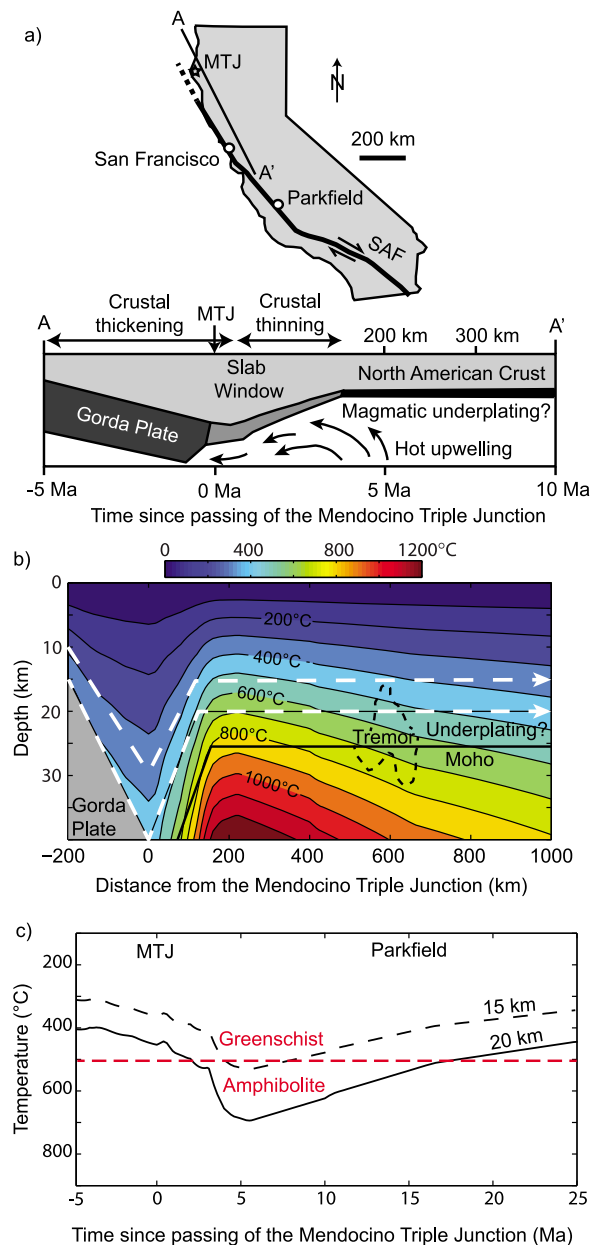 a)
A
MTJ
N
San Francisco
200 km
A'
Parkfield
SAF
A
Crustal
thickening
MTJ
Crustal
thinning
200 km
300 km
A'
Slab
Window
North American Crust
Gorda Plate
Magmatic underplating?
Hot upwelling
-5 Ma
0 Ma
5 Ma
10 Ma
Time since passing of the Mendocino Triple Junction
b)
0
400
800
1200°C
0
10
20
30
Depth (km)
200°C
400°C
600°C
800°C
1000°C
Tremor
Underplating?
Moho
Gorda
Plate
−200
0
200
400
600
800
1000
Distance from the Mendocino Triple Junction (km)
c)
MTJ
Parkfield
200
400
600
800
Temperature (°C)
15 km
20 km
Greenschist
Amphibolite
-5
0
5
10
15
20
25
Time since passing of the Mendocino Triple Junction (Ma)